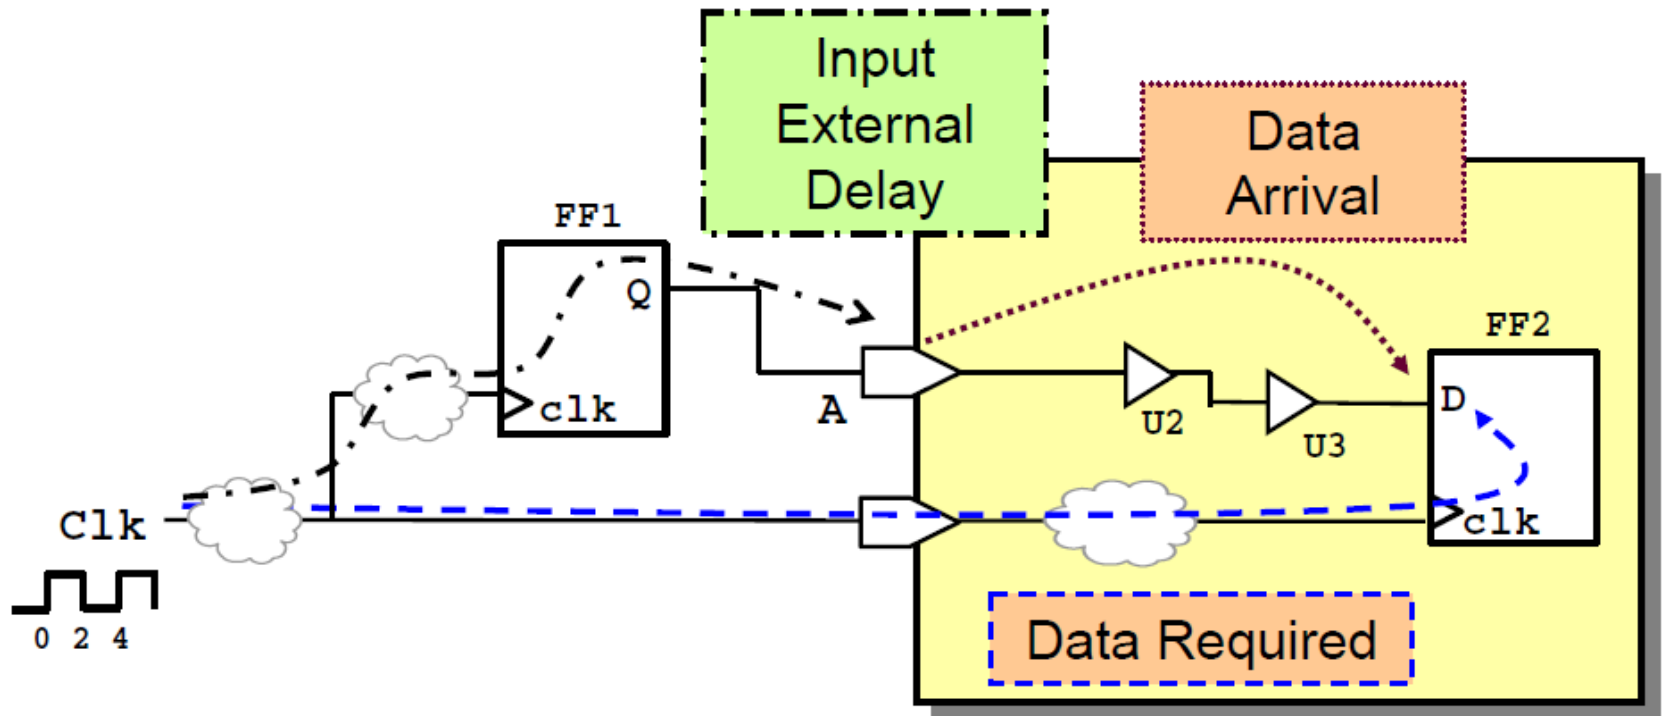 Input
External
Delay
Data
Arrival
FF1
Q
clk
A
U2
U3
FF2
D
clk
Clk
0 2 4
Data Required